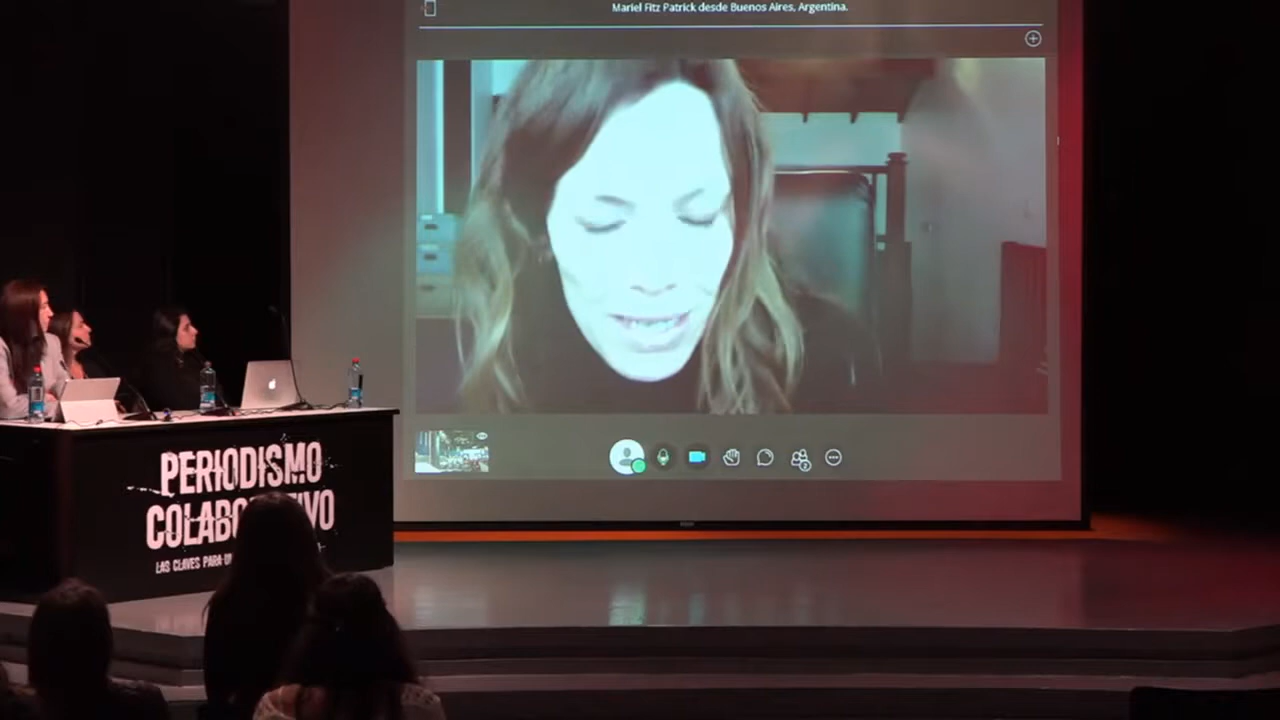 Mariel Fitz Patrick desde Buenos Aires, Argentina.
PERIODISMO
LAS CLAVES PARA